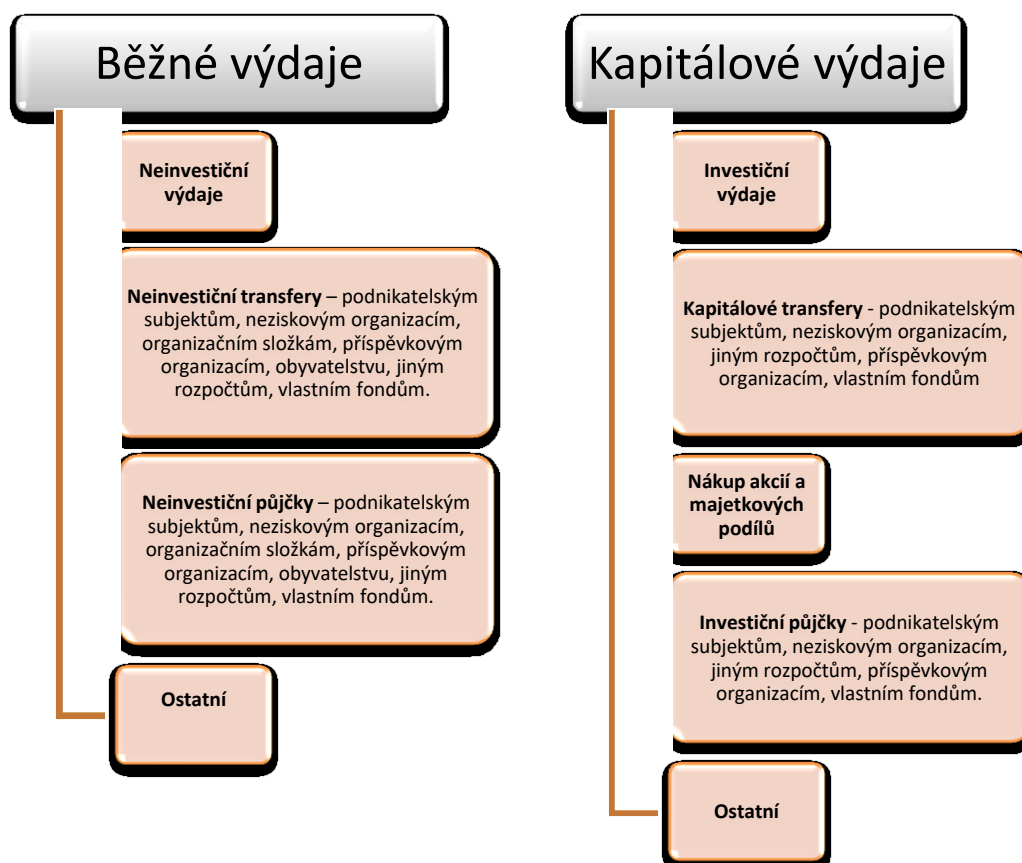 Běžné výdaje
Neinvestiční
výdaje
Neinvestiční transfery – podnikatelským
subjektům, neziskovým organizacím,
organizačním složkám, příspěvkovým
organizacím, obyvatelstvu, jiným
rozpočtům, vlastním fondům.
Neinvestiční půjčky – podnikatelským
subjektům, neziskovým organizacím,
organizačním složkám, příspěvkovým
organizacím, obyvatelstvu, jiným
rozpočtům, vlastním fondům.
Ostatní
Kapitálové výdaje
Investiční
výdaje
Kapitálové transfery - podnikatelským
subjektům, neziskovým organizacím,
jiným rozpočtům, příspěvkovým
organizacím, vlastním fondům
Nákup akcií a
majetkových
podílů
Investiční půjčky - podnikatelským
subjektům, neziskovým organizacím,
jiným rozpočtům, příspěvkovým
organizacím, vlastním fondům.
Ostatní